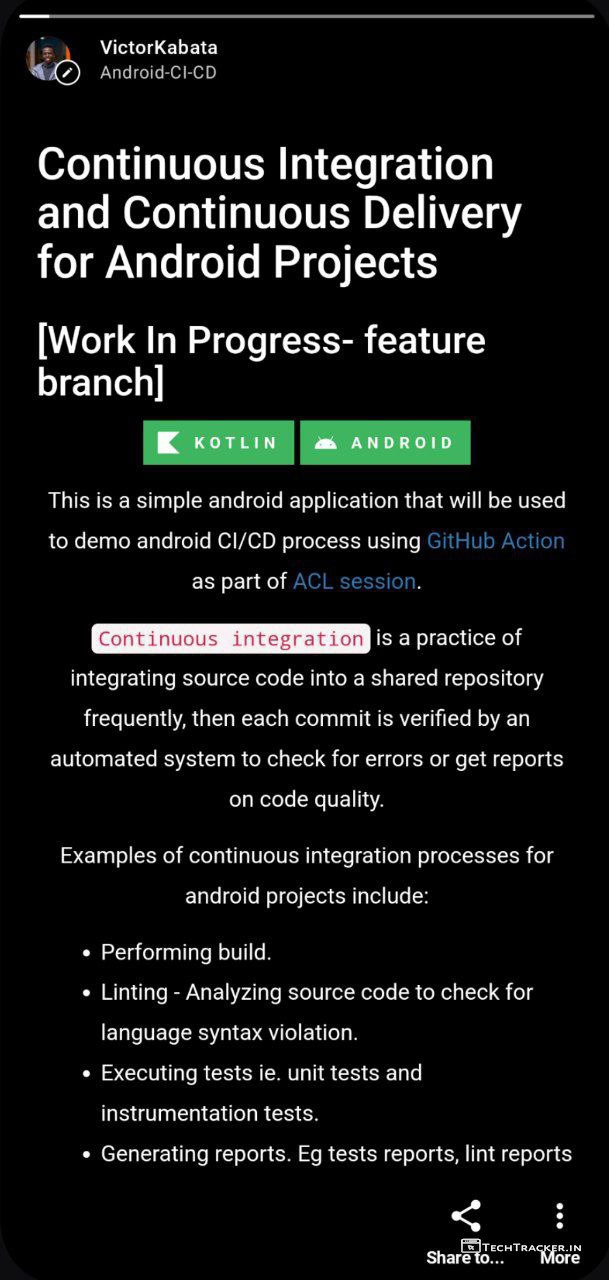 VictorKabata
Android-CI-CD
Continuous Integration
and Continuous Delivery
for Android Projects
[Work In Progress- feature
branch]
KOTLIN ANDROID
This is a simple android application that will be used
to demo android CI/CD process using GitHub Action
as part of ACL session.
Continuous integration is a practice of
integrating source code into a shared repository
frequently, then each commit is verified by an
automated system to check for errors or get reports
on code quality.
Examples of continuous integration processes for
android projects include:
• Performing build.
• Linting - Analyzing source code to check for
language syntax violation.
• Executing tests ie. unit tests and
instrumentation tests.
• Generating reports. Eg tests reports, lint reports
TECHTRACKER.IN
Share to... More